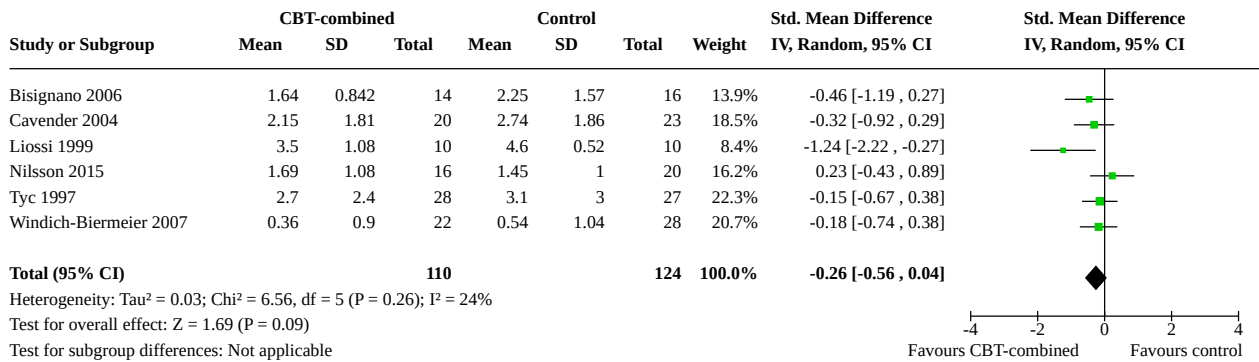 CBT-combined Control Std. Mean Difference Std. Mean Difference
Study or Subgroup Mean SD Total Mean SD Total Weight IV, Random, 95% CI IV, Random, 95% CI
Bisignano 2006 1.64 0.842 14 2.25 1.57 16 13.9% -0.46 [-1.19 , 0.27]
Cavender 2004 2.15 1.81 20 2.74 1.86 23 18.5% -0.32 [-0.92 , 0.29]
Liossi 1999 3.5 1.08 10 4.6 0.52 10 8.4% -1.24 [-2.22 , -0.27]
Nilsson 2015 1.69 1.08 16 1.45 1 20 16.2% 0.23 [-0.43 , 0.89]
Tyc 1997 2.7 2.4 28 3.1 3 27 22.3% -0.15 [-0.67 , 0.38]
Windich-Biermeier 2007 0.36 0.9 22 0.54 1.04 28 20.7% -0.18 [-0.74 , 0.38]
Total (95% CI) 110 124 100.0% -0.26 [-0.56 , 0.04]
Heterogeneity: Tau² = 0.03; Chi² = 6.56, df = 5 (P = 0.26); I² = 24%
Test for overall effect: Z = 1.69 (P = 0.09)
-4 -2 0 2 4
Test for subgroup differences: Not applicable Favours CBT-combined Favours control